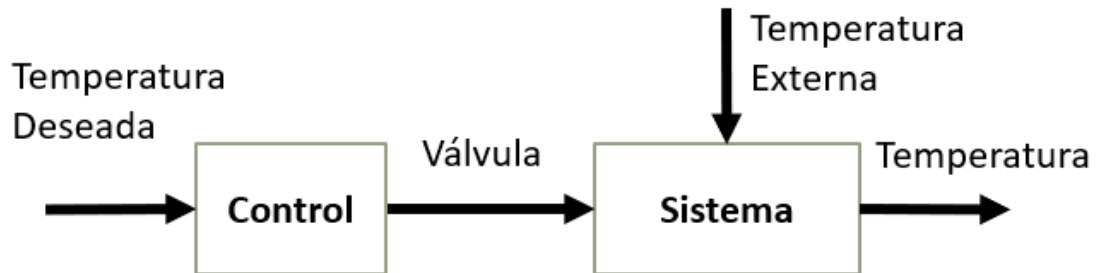 Temperatura
Deseada
Control
Válvula
Temperatura
Externa
Sistema
Temperatura